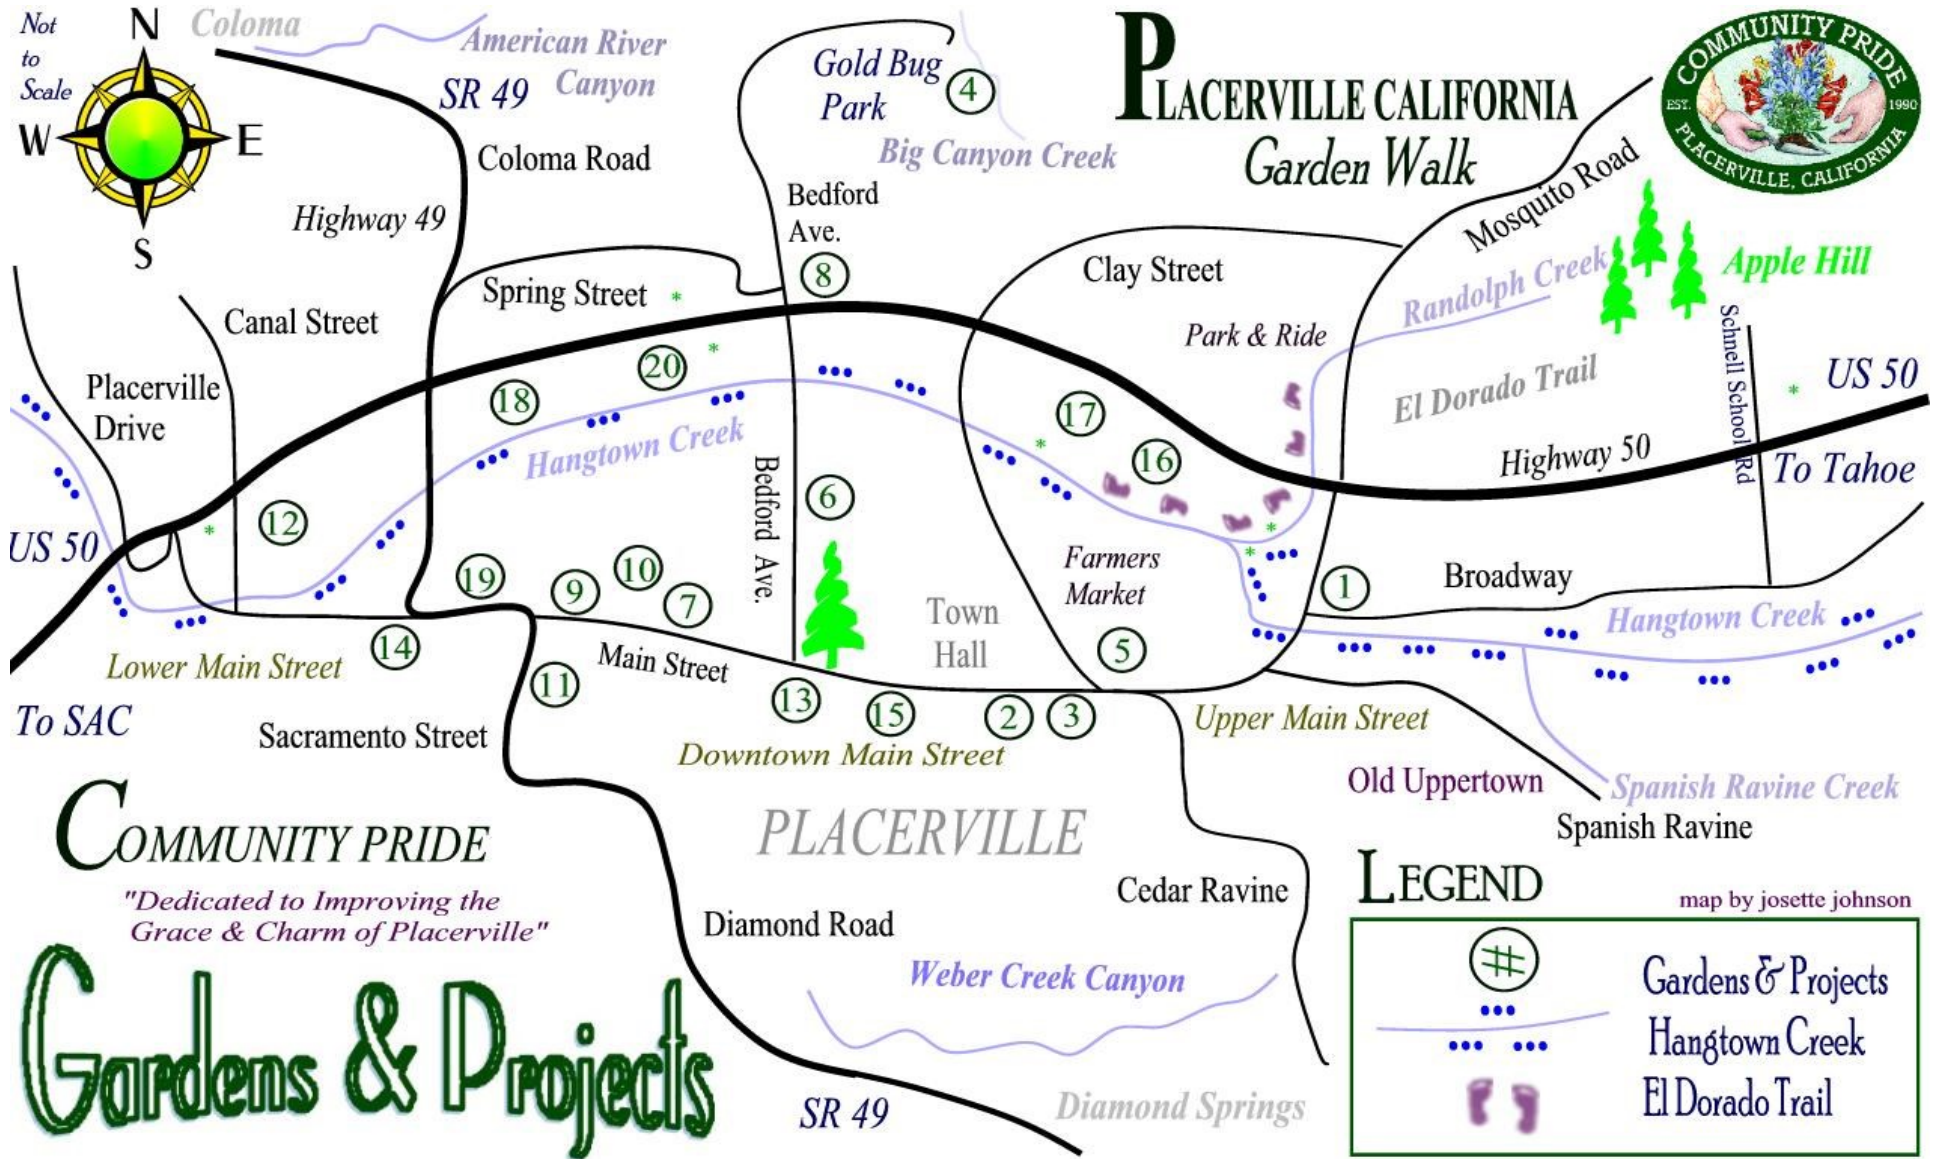 Not
to
Scale
N
W
E
S
Coloma
American River
Canyon
SR 49
Coloma Road
Highway 49
Gold Bug
Park
4
Big Canyon Creek
PLACERVILLE CALIFORNIA
Garden Walk
COMMUNITY PRIDE
EST.
1990
PLACERVILLE, CALIFORNIA
Mosquito Road
Bedford
Ave.
8
Spring Street
*
Canal Street
Clay Street
Randolph Creek
Apple Hill
Park & Ride
El Dorado Trail
Schnell School Rd
US 50
*
Highway 50
To Tahoe
Placerville
Drive
18
20
*
Hangtown Creek
17
*
16
Bedford Ave.
6
US 50
*
12
19
9
10
7
Town
Hall
Farmers
Market
*
*
1
Broadway
Hangtown Creek
5
14
Lower Main Street
11
Main Street
13
15
2
3
Upper Main Street
Downtown Main Street
To SAC
Sacramento Street
Old Uppertown
Spanish Ravine Creek
Spanish Ravine
PLACERVILLE
COMMUNITY PRIDE
"Dedicated to Improving the
Grace & Charm of Placerville"
Gardens & Projects
Diamond Road
Cedar Ravine
Weber Creek Canyon
SR 49
Diamond Springs
LEGEND
map by josette johnson
#
Gardens & Projects
Hangtown Creek
El Dorado Trail